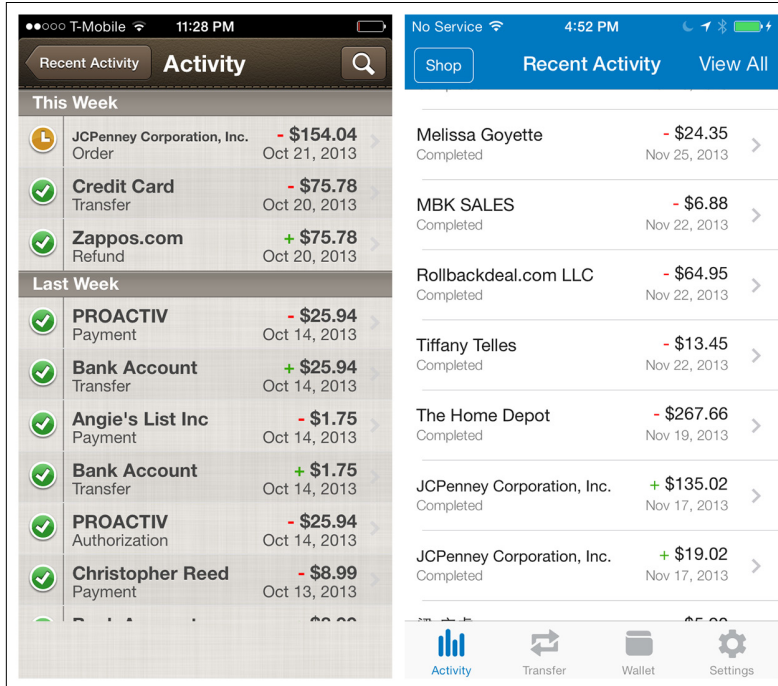 T-Mobile 11:28 PM
Recent Activity Activity
This Week
JCPenney Corporation, Inc. - $154.04
Order Oct 21, 2013
Credit Card - $75.78
Transfer Oct 20, 2013
Zappos.com + $75.78
Refund Oct 20, 2013
Last Week
PROACTIV - $25.94
Payment Oct 14, 2013
Bank Account + $25.94
Transfer Oct 14, 2013
Angie's List Inc - $1.75
Payment Oct 14, 2013
Bank Account + $1.75
Transfer Oct 14, 2013
PROACTIV - $25.94
Authorization Oct 14, 2013
Christopher Reed - $8.99
Payment Oct 13, 2013
No Service 4:52 PM
Shop Recent Activity View All
Melissa Goyette - $24.35
Completed Nov 25, 2013
MBK SALES - $6.88
Completed Nov 22, 2013
Rollbackdeal.com LLC - $64.95
Completed Nov 22, 2013
Tiffany Telles - $13.45
Completed Nov 22, 2013
The Home Depot - $267.66
Completed Nov 19, 2013
JCPenney Corporation, Inc. + $135.02
Completed Nov 17, 2013
JCPenney Corporation, Inc. + $19.02
Completed Nov 17, 2013
Activity Transfer Wallet Settings